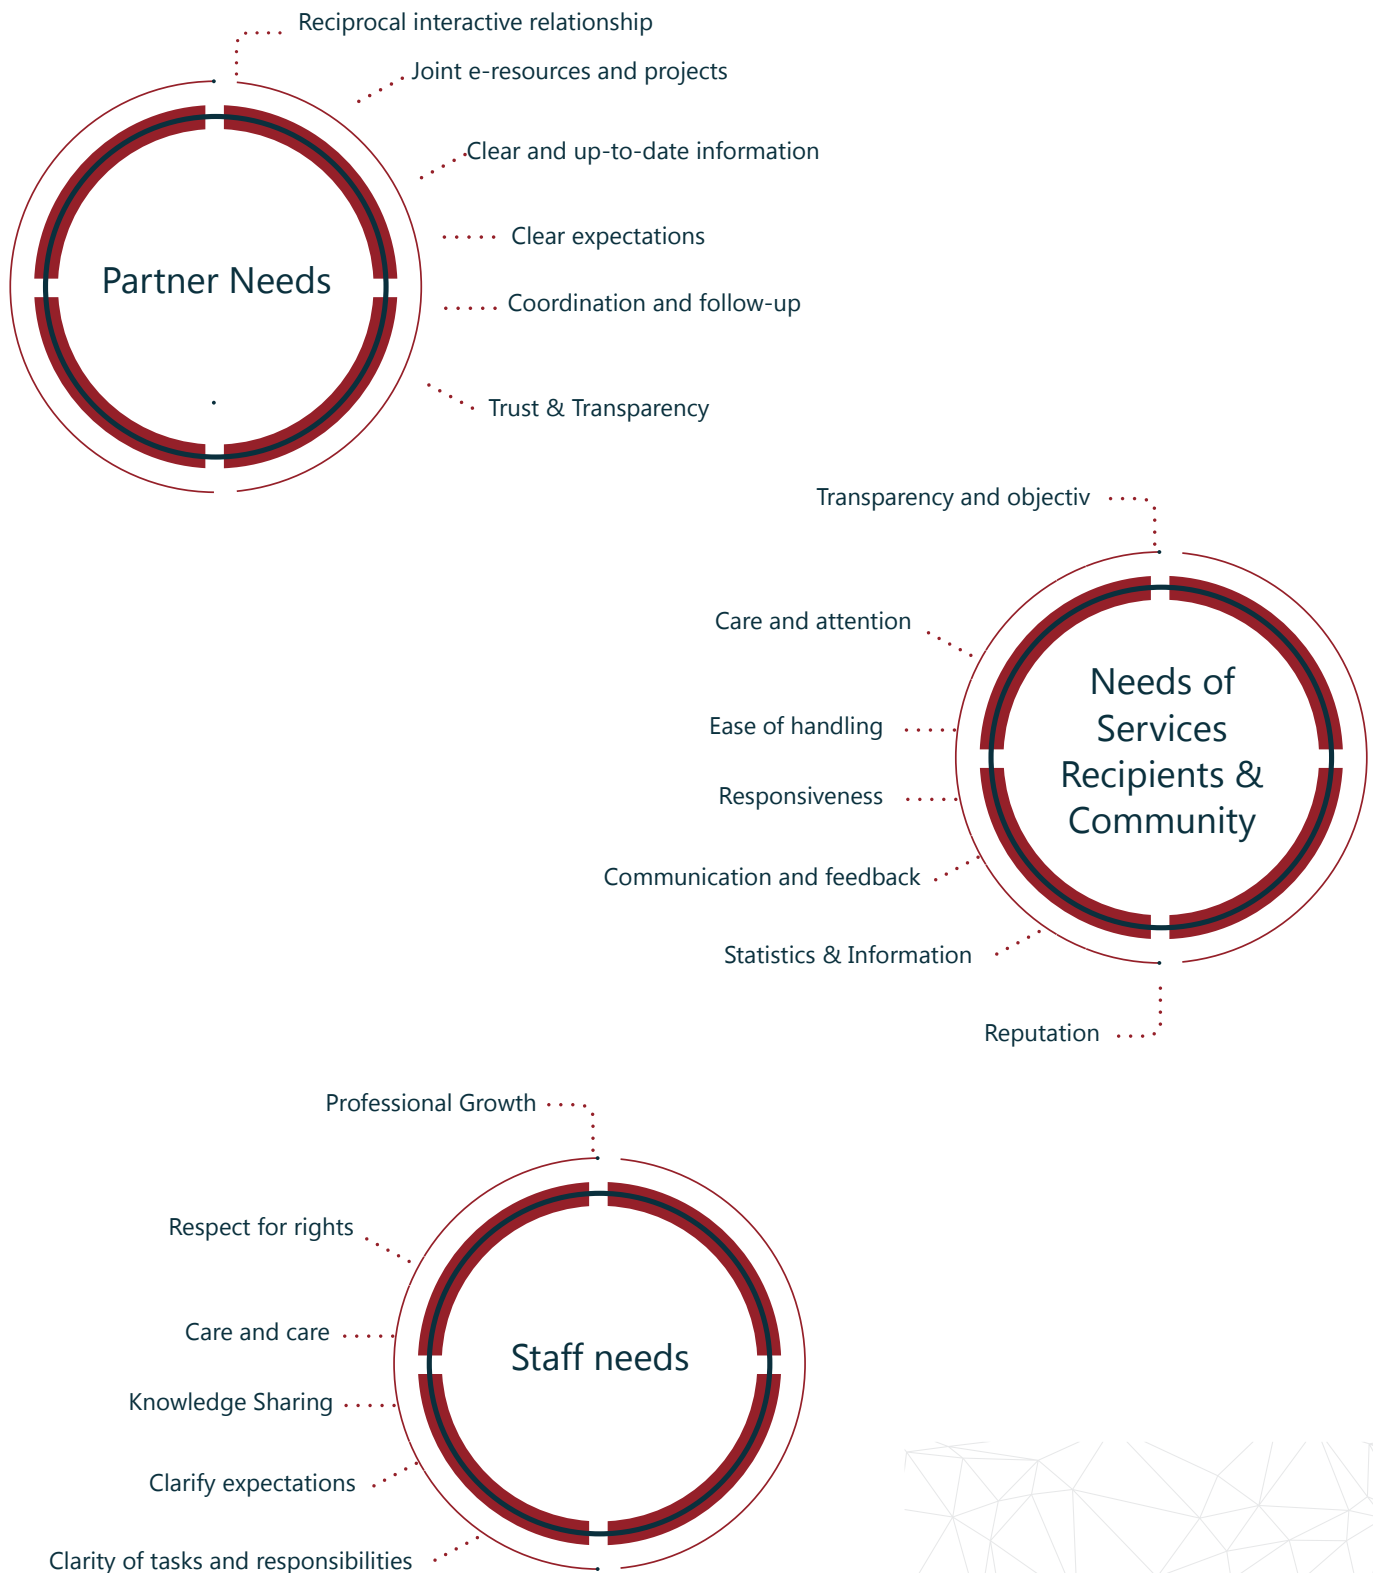 Reciprocal interactive relationship
Joint e-resources and projects
Clear and up-to-date information
Clear expectations
Partner Needs
Coordination and follow-up
Trust & Transparency
Transparency and objectiv
Care and attention
Needs of
Services
Recipients &
Community
Ease of handling
Responsiveness
Communication and feedback
Statistics & Information
Reputation
Professional Growth
Respect for rights
Care and care
Staff needs
Knowledge Sharing
Clarify expectations
Clarity of tasks and responsibilities